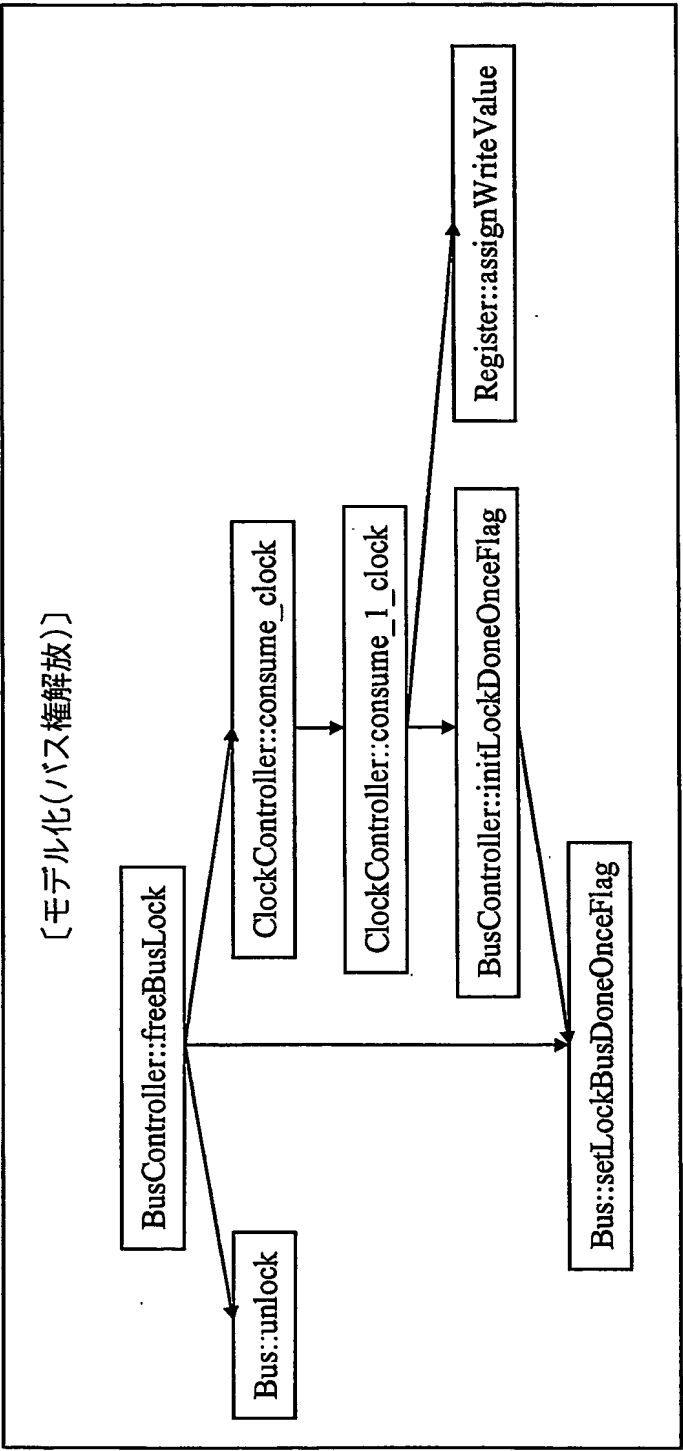 〔モデル化(バス権解放)〕
BusController::freeBusLock
Bus::unlock
ClockController::consume_clock
ClockController::consume_1_clock
BusController::initLockDoneOnceFlag
Register::assignWriteValue
Bus::setLockBusDoneOnceFlag